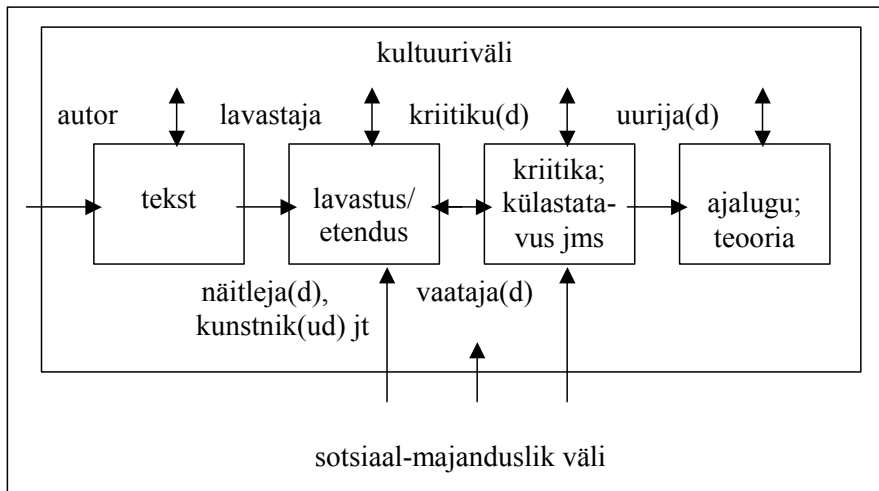 kultuuriväli
autor
lavastaja
kriitiku(d)
uurija(d)
tekst
lavastus/
etendus
kriitika;
külastata-
vus jms
ajalugu;
teooria
näitleja(d),
kunstnik(ud) jt
vaataja(d)
sotsiaal-majanduslik väli